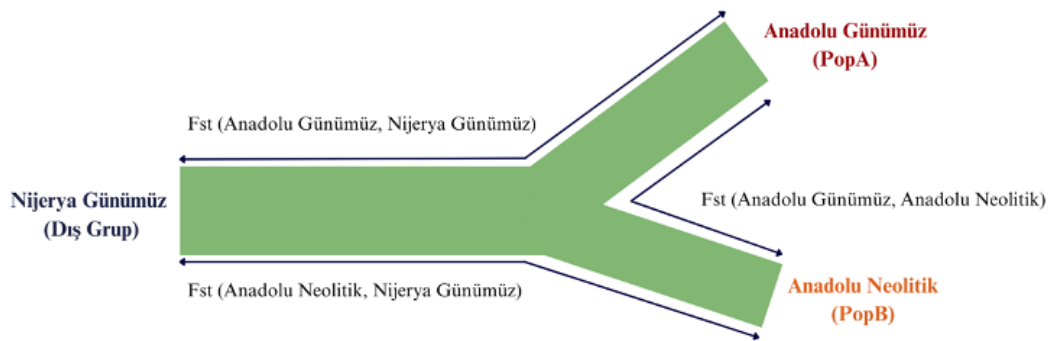 Anadolu Günümüz
(PopA)
Fst (Anadolu Günümüz, Nijerya Günümüz)
Nijerya Günümüz
(Dış Grup)
Fst (Anadolu Günümüz, Anadolu Neolitik)
Fst (Anadolu Neolitik, Nijerya Günümüz)
Anadolu Neolitik
(PopB)